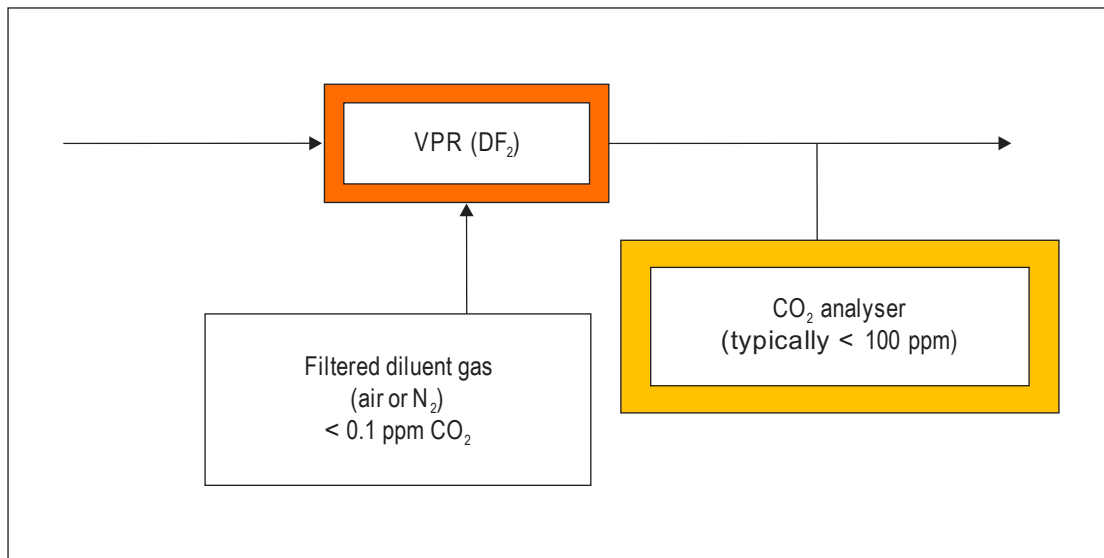 VPR (DF₂)
CO₂ analyser
(typically < 100 ppm)
Filtered diluent gas
(air or N₂)
< 0.1 ppm CO₂